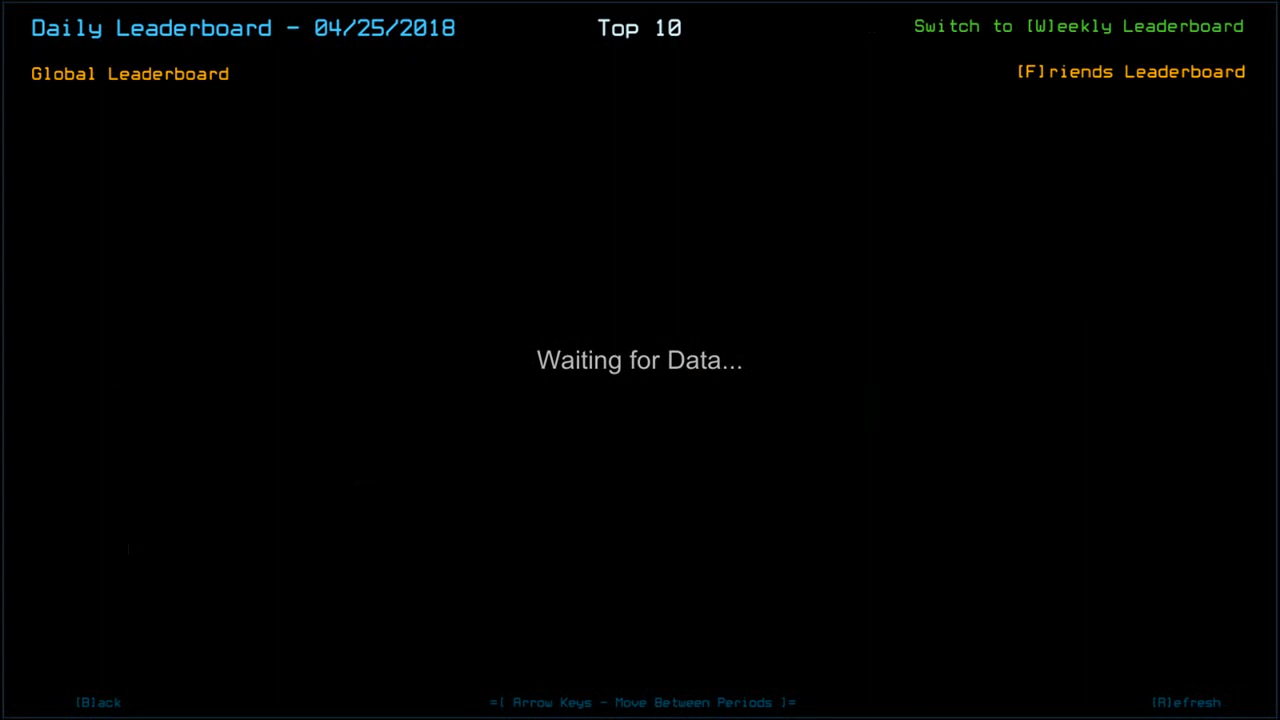 Daily Leaderboard - 04/25/2018 Top 10 Switch to [W]eekly Leaderboard
Global Leaderboard [F]riends Leaderboard
Waiting for Data...
[B]ack =[ Arrow Keys - Move Between Periods ]= [R]efresh